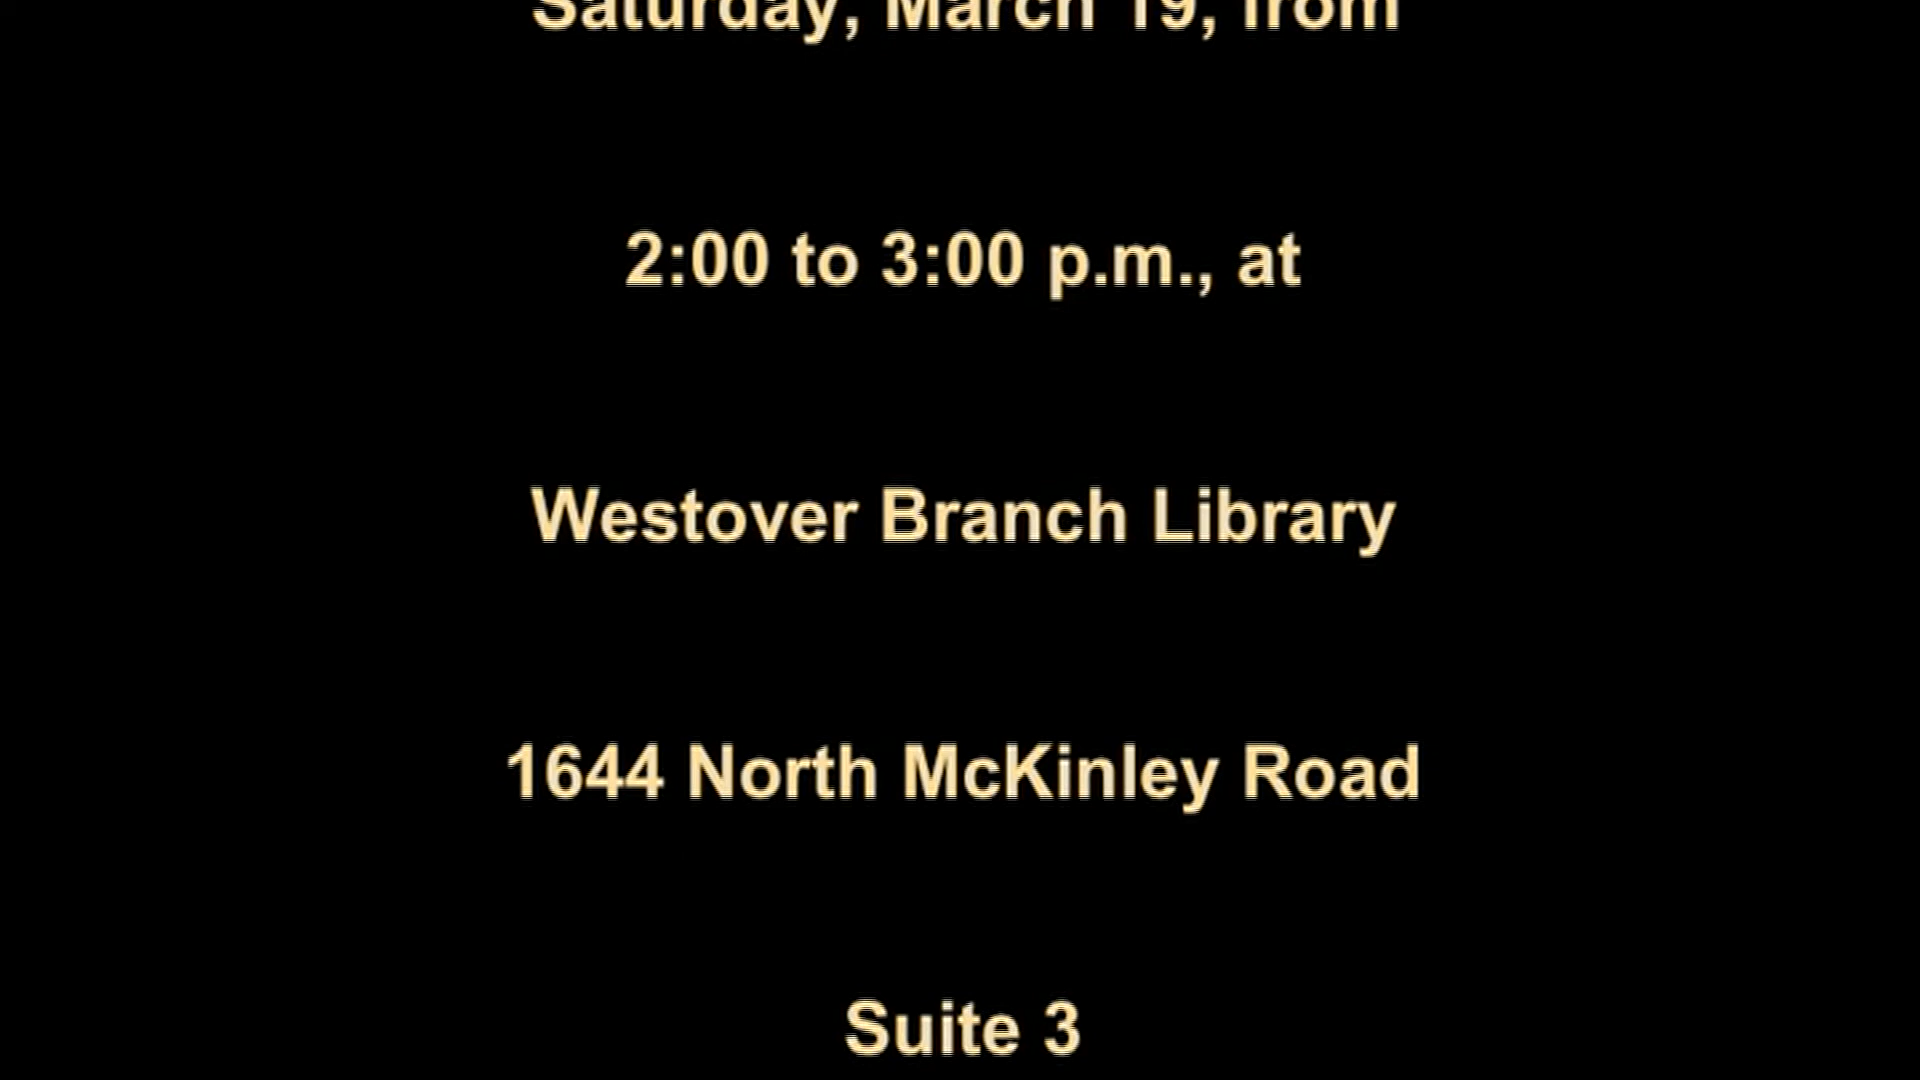 Saturday, March 19, from
2:00 to 3:00 p.m., at
Westover Branch Library
1644 North McKinley Road
Suite 3